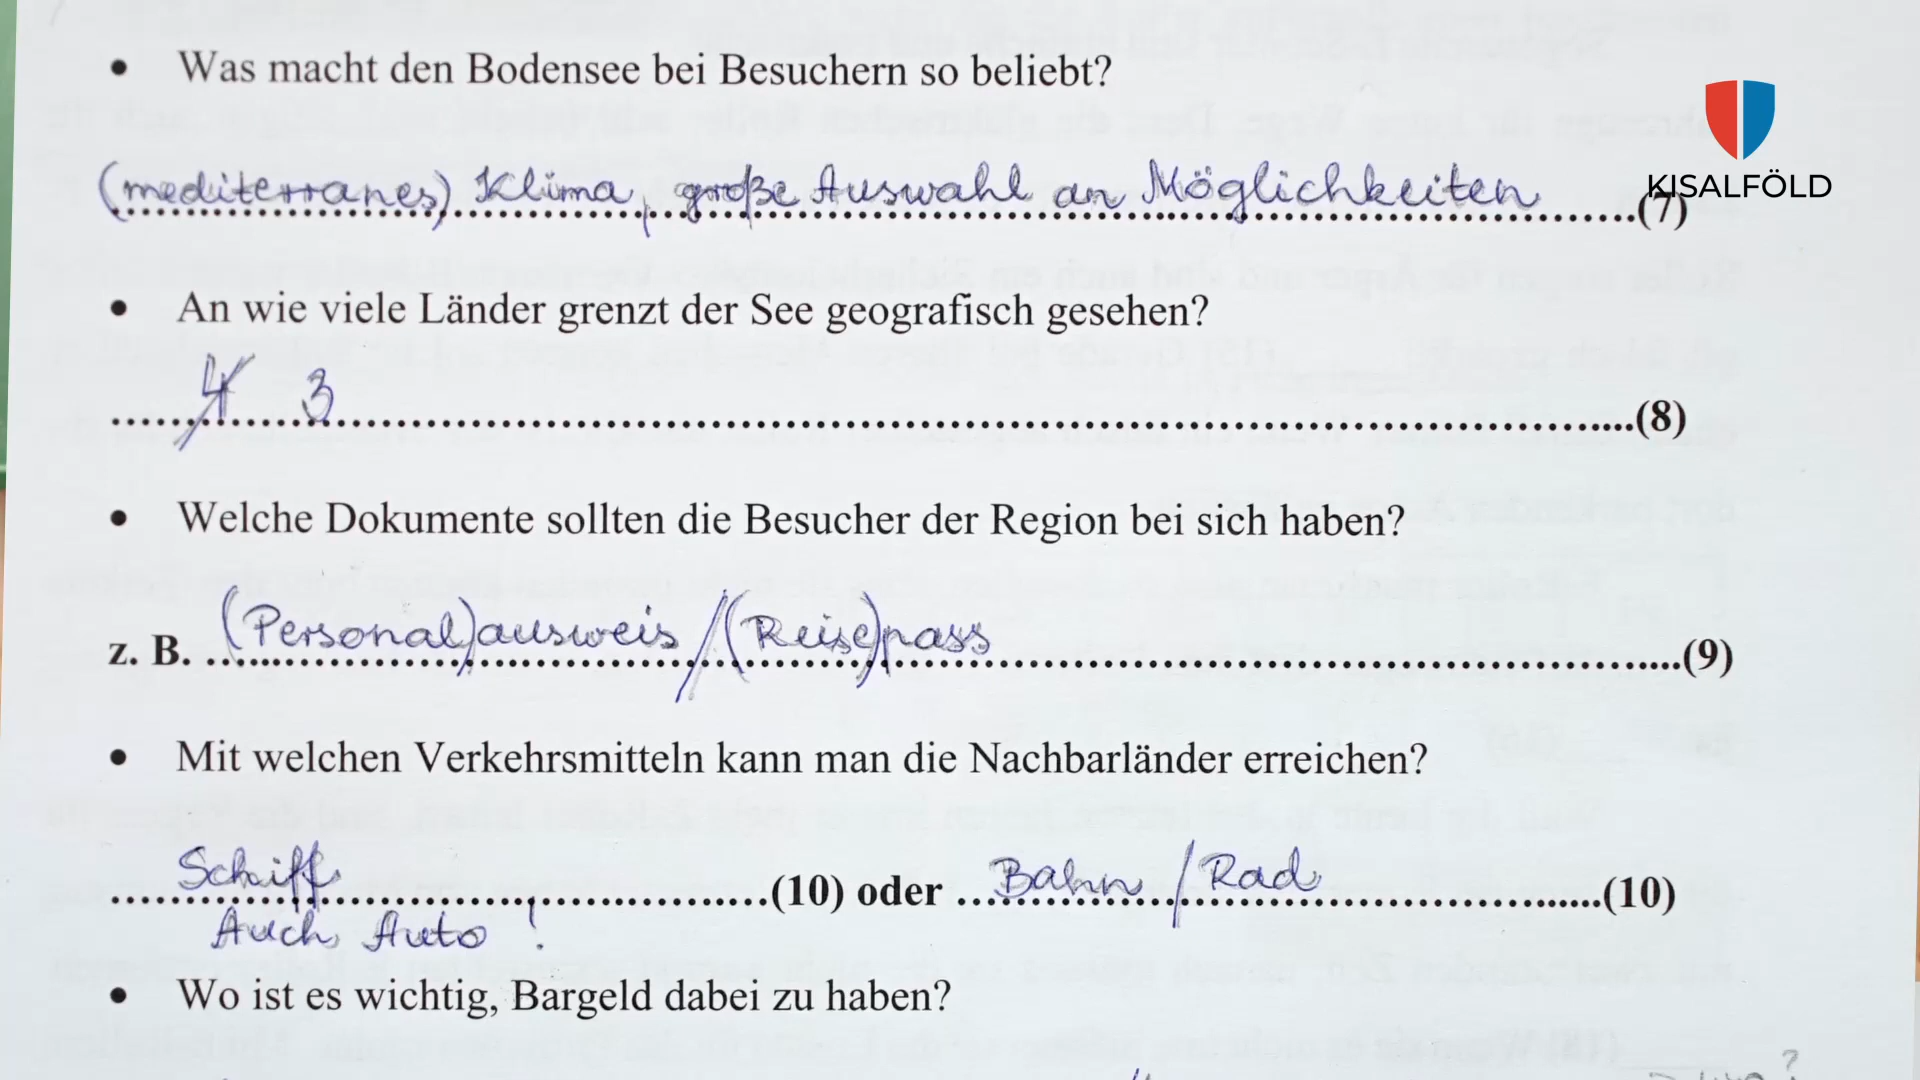 • Was macht den Bodensee bei Besuchern so beliebt?
KISALFÖLD
(mediterranes) Klima, große Auswahl an Möglichkeiten (7)
• An wie viele Länder grenzt der See geografisch gesehen?
4 3 (8)
• Welche Dokumente sollten die Besucher der Region bei sich haben?
z. B. (Personal)ausweis / (Reise)pass (9)
• Mit welchen Verkehrsmitteln kann man die Nachbarländer erreichen?
Schiff (10) oder Bahn / Rad (10)
Auch Auto !
• Wo ist es wichtig, Bargeld dabei zu haben?